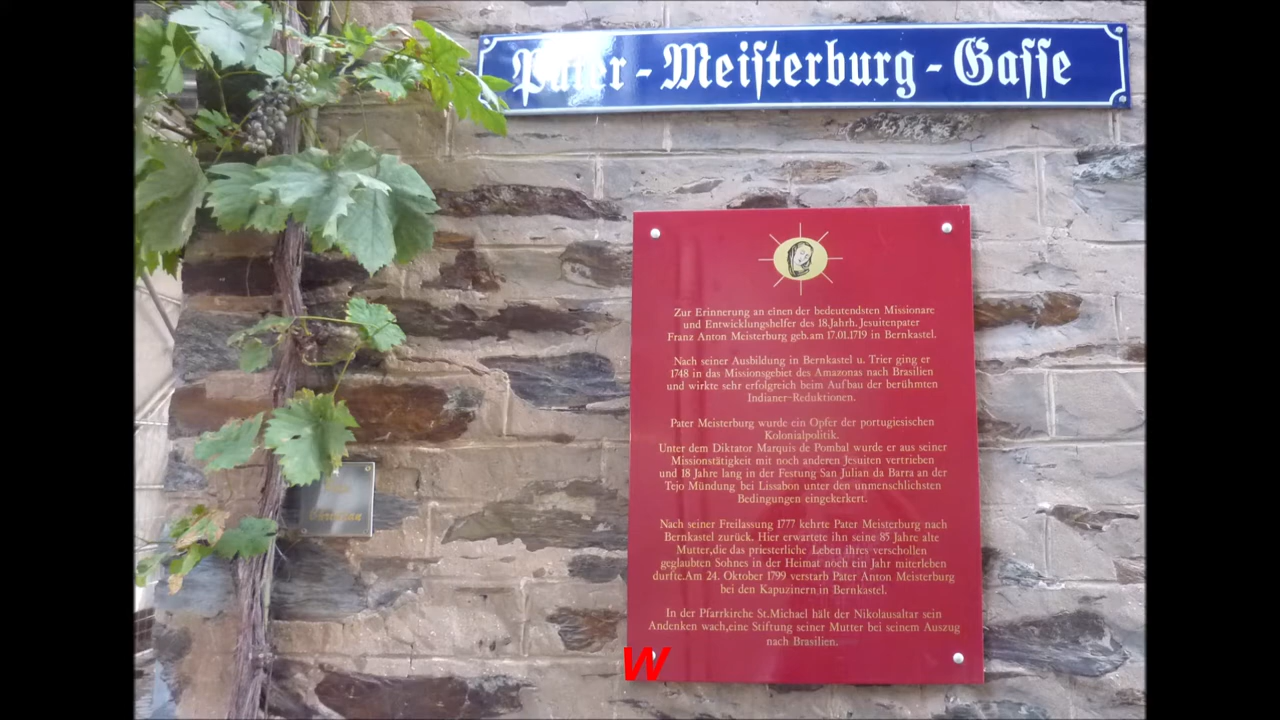 Pater-Meiſterburg-Gaſſe
Zur Erinnerung an einen der bedeutendsten Missionare
und Entwicklungshelfer des 18.Jahrh. Jesuitenpater
Franz Anton Meisterburg geb.am 17.01.1719 in Bernkastel.
Nach seiner Ausbildung in Bernkastel u. Trier ging er
1748 in das Missionsgebiet des Amazonas nach Brasilien
und wirkte sehr erfolgreich beim Aufbau der berühmten
Indianer-Reduktionen.
Pater Meisterburg wurde ein Opfer der portugiesischen
Kolonialpolitik.
Unter dem Diktator Marquis de Pombal wurde er aus seiner
Missionstätigkeit mit noch anderen Jesuiten vertrieben
und 18 Jahre lang in der Festung San Julian da Barra an der
Tejo Mündung bei Lissabon unter den unmenschlichsten
Bedingungen eingekerkert.
Nach seiner Freilassung 1777 kehrte Pater Meisterburg nach
Bernkastel zurück. Hier erwartete ihn seine 85 Jahre alte
Mutter,die das priesterliche Leben ihres verschollen
geglaubten Sohnes in der Heimat noch ein Jahr miterleben
durfte.Am 24. Oktober 1799 verstarb Pater Anton Meisterburg
bei den Kapuzinern in Bernkastel.
In der Pfarrkirche St.Michael hält der Nikolausaltar sein
Andenken wach,eine Stiftung seiner Mutter bei seinem Auszug
nach Brasilien.
W